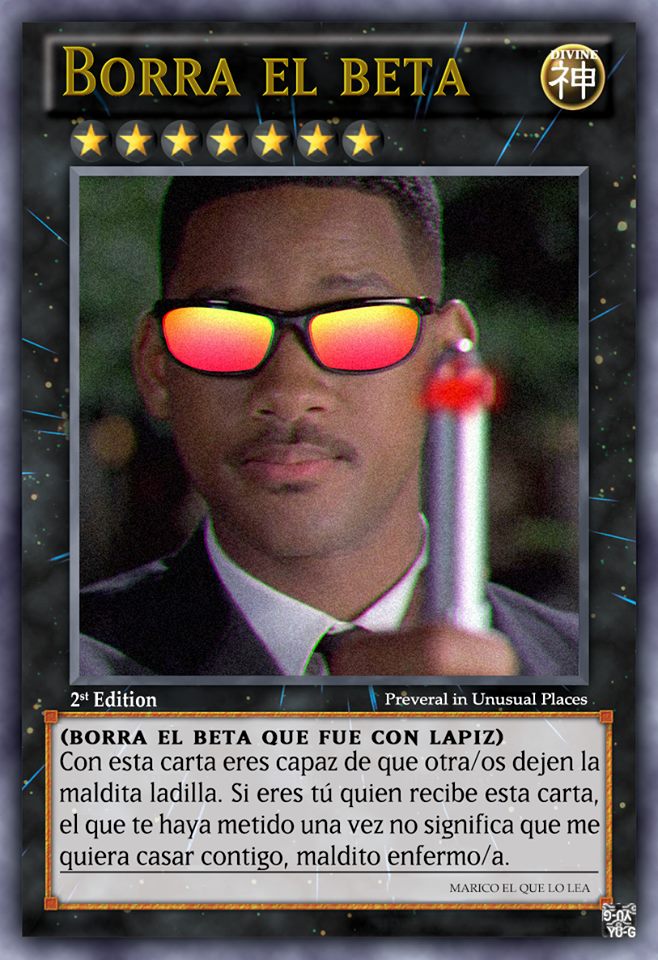 BORRA EL BETA
DIVINE
神
2st Edition
Preveral in Unusual Places
(BORRA EL BETA QUE FUE CON LAPIZ)
Con esta carta eres capaz de que otra/os dejen la
maldita ladilla. Si eres tú quien recibe esta carta,
el que te haya metido una vez no significa que me
quiera casar contigo, maldito enfermo/a.
MARICO EL QUE LO LEA
YU-G
YU-G